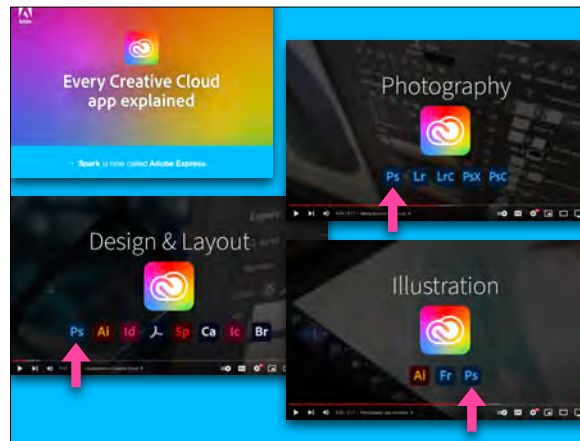 Adobe
Every Creative Cloud
app explained
Spark is now called Adobe Express.
Photography
Ps Lr LrC PsX PsC
Design & Layout
Ps Ai Id Sp Ca Ic Br
Illustration
Ai Fr Ps